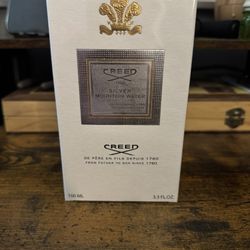 CREED
SILVER
MOUNTAIN WATER
CREED
DE PÈRE EN FILS DEPUIS 1760
FROM FATHER TO SON SINCE 1760
100 ML 3.3 FL.OZ